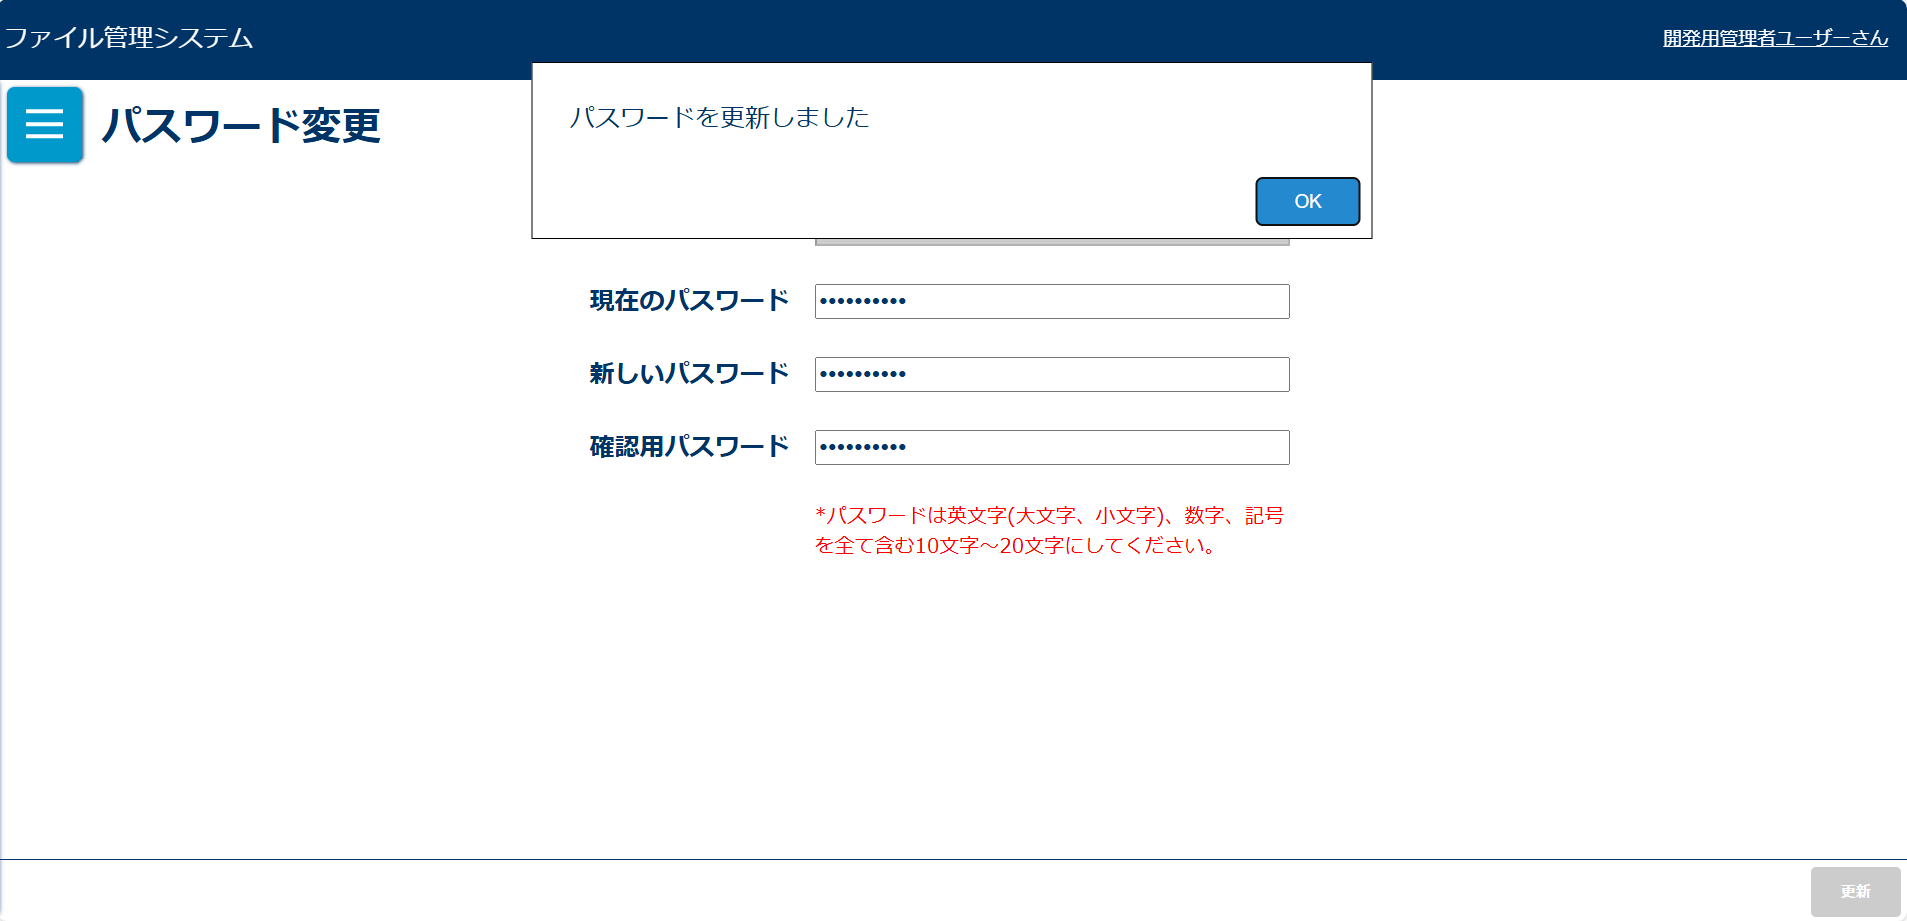 ファイル管理システム
開発用管理者ユーザーさん
パスワード変更
パスワードを更新しました
OK
現在のパスワード
••••••••••
新しいパスワード
••••••••••
確認用パスワード
••••••••••
*パスワードは英文字(大文字、小文字)、数字、記号
を全て含む10文字～20文字にしてください。
更新